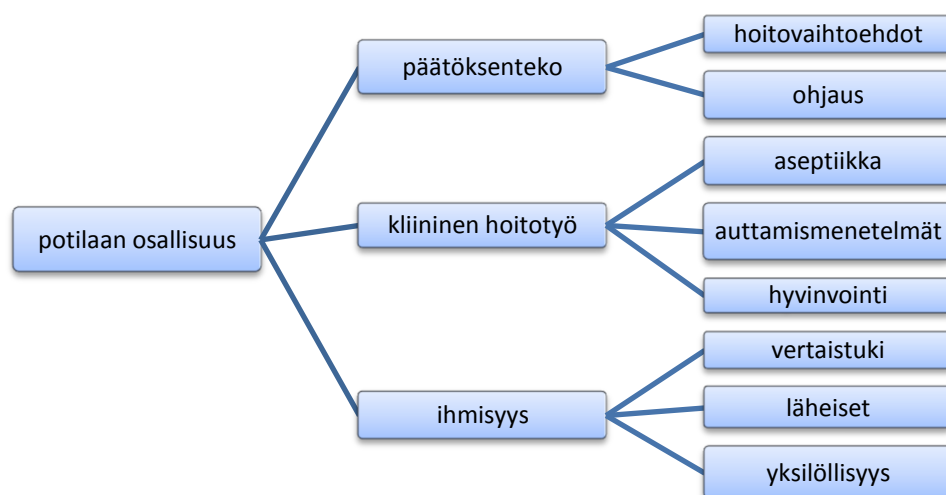 potilaan osallisuus
päätöksenteko
hoitovaihtoehdot
ohjaus
kliininen hoitotyö
aseptiikka
auttamismenetelmät
hyvinvointi
ihmisyys
vertaistuki
läheiset
yksilöllisyys